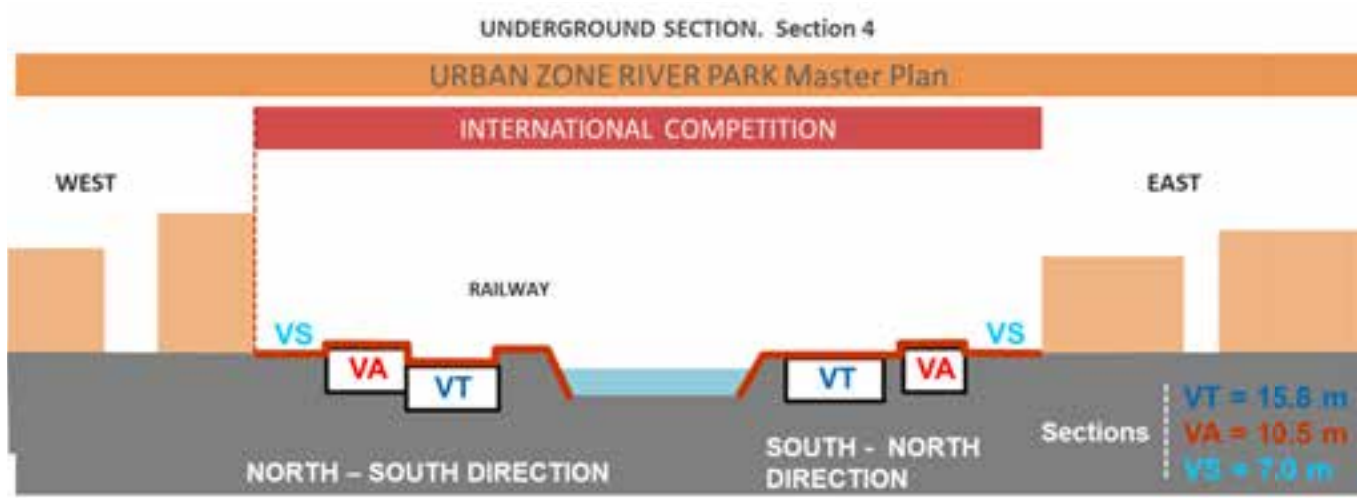 UNDERGROUND SECTION. Section 4
URBAN ZONE RIVER PARK Master Plan
INTERNATIONAL COMPETITION
WEST
EAST
RAILWAY
VS
VS
VA
VT
VT
VA
Sections
VT = 15.8 m
VA = 10.5 m
VS = 7.0 m
NORTH – SOUTH DIRECTION
SOUTH - NORTH
DIRECTION